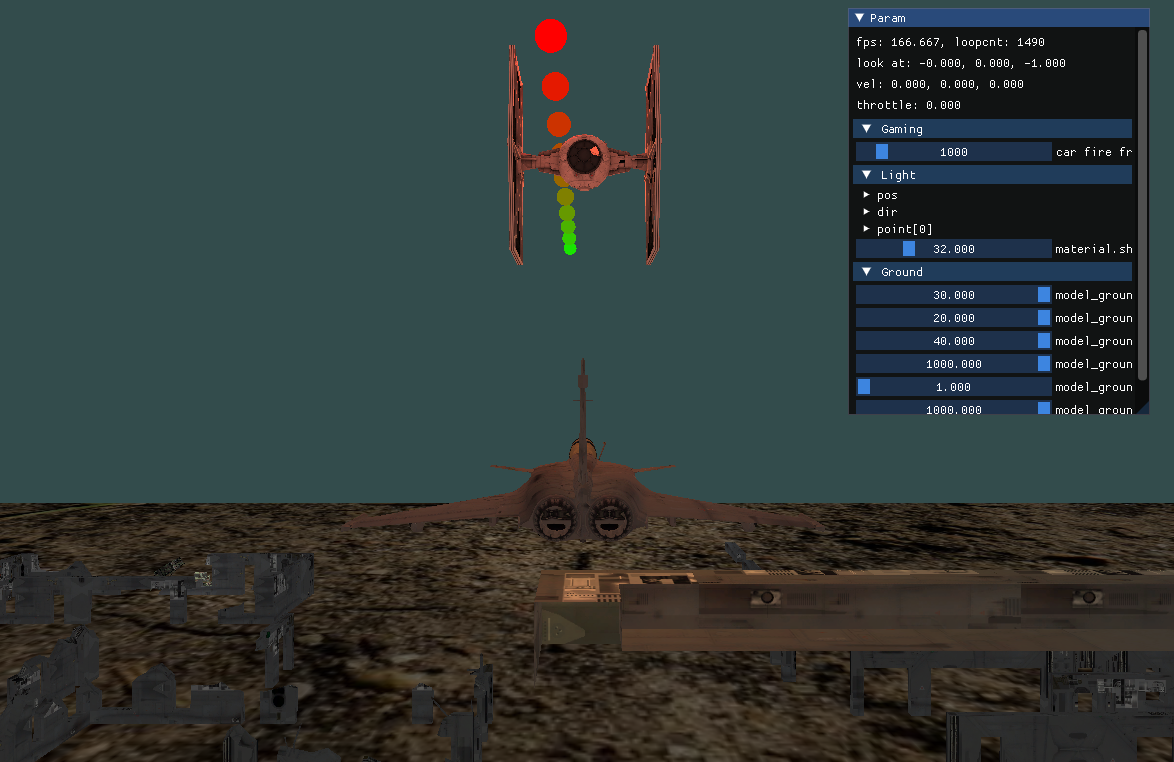 Param
fps: 166.667, loopcnt: 1490
look at: -0.000, 0.000, -1.000
vel: 0.000, 0.000, 0.000
throttle: 0.000
Gaming
1000 car fire fr
Light
pos
dir
point[0]
32.000 material.sh
Ground
30.000 model_groun
20.000 model_groun
40.000 model_groun
1000.000 model_groun
1.000 model_groun
1000.000 model_groun